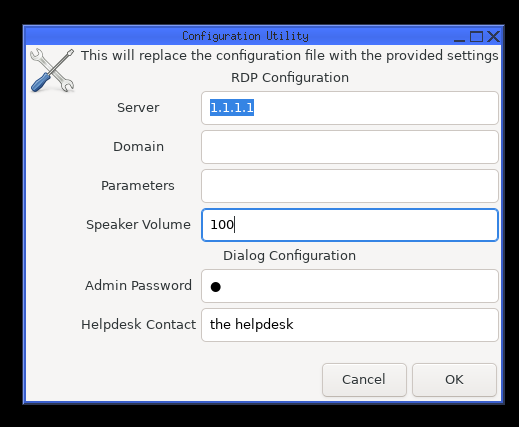 Configuration Utility
This will replace the configuration file with the provided settings
RDP Configuration
Server 1.1.1.1
Domain
Parameters
Speaker Volume 100
Dialog Configuration
Admin Password ●
Helpdesk Contact the helpdesk
Cancel OK